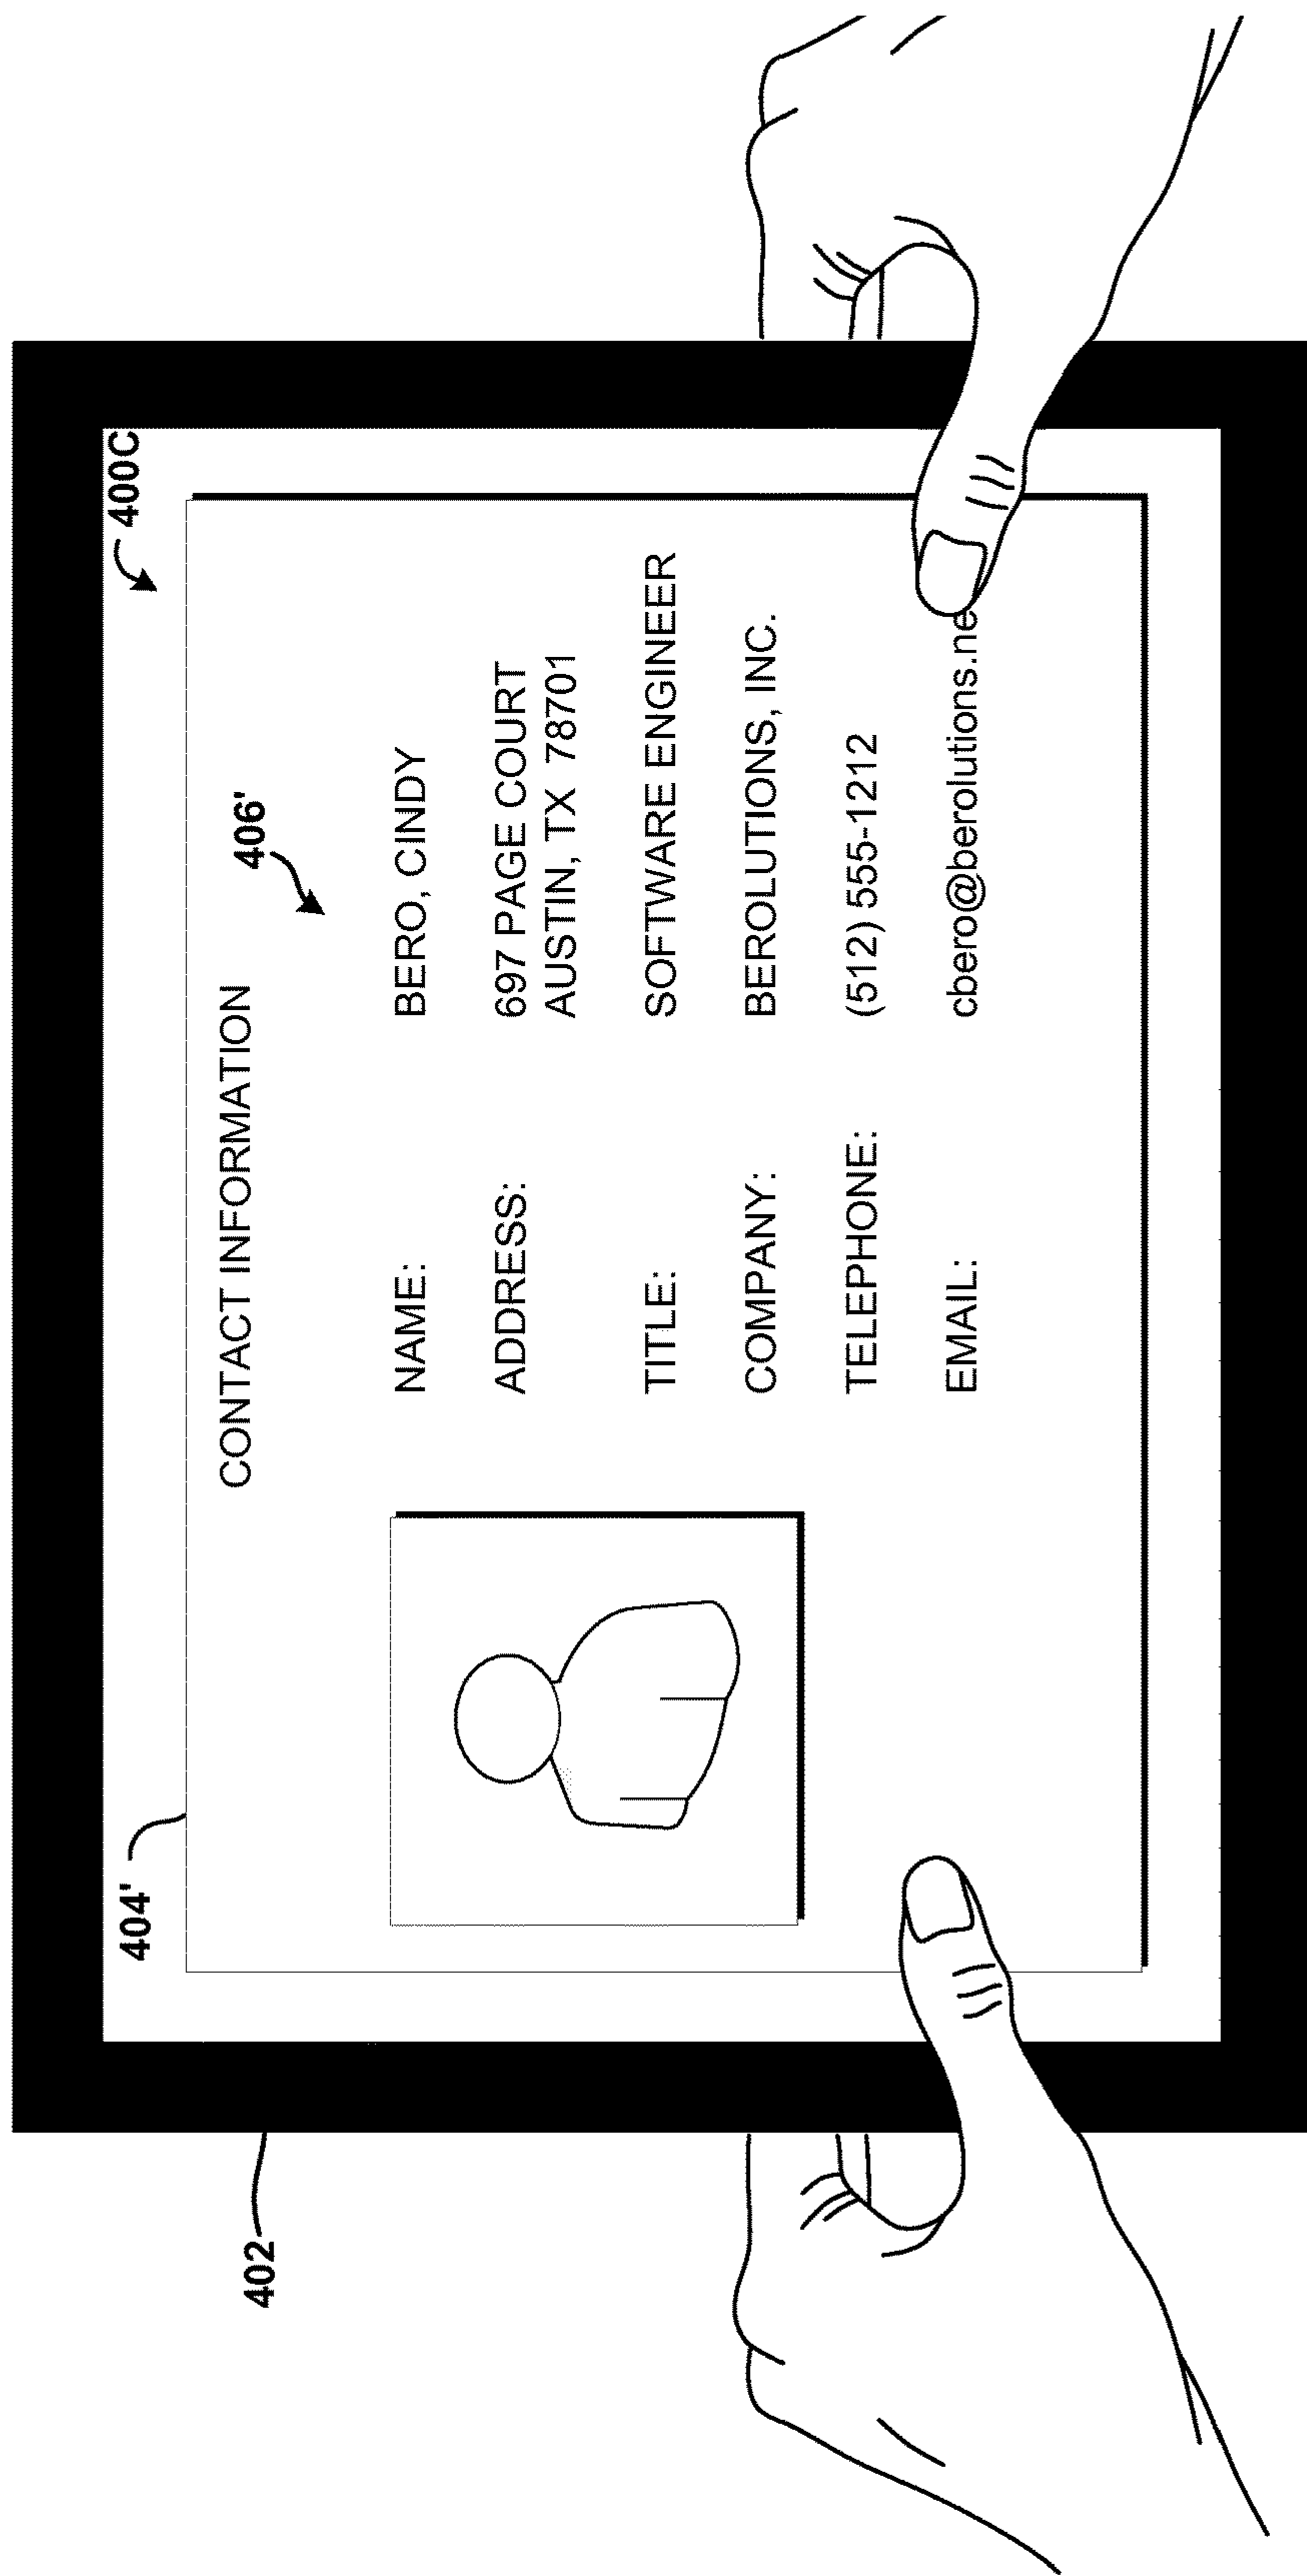 400C
404'
CONTACT INFORMATION
406'
NAME: BERO, CINDY
ADDRESS: 697 PAGE COURT
AUSTIN, TX 78701
TITLE: SOFTWARE ENGINEER
COMPANY: BEROLUTIONS, INC.
TELEPHONE: (512) 555-1212
EMAIL: cbero@berolutions.ne
402